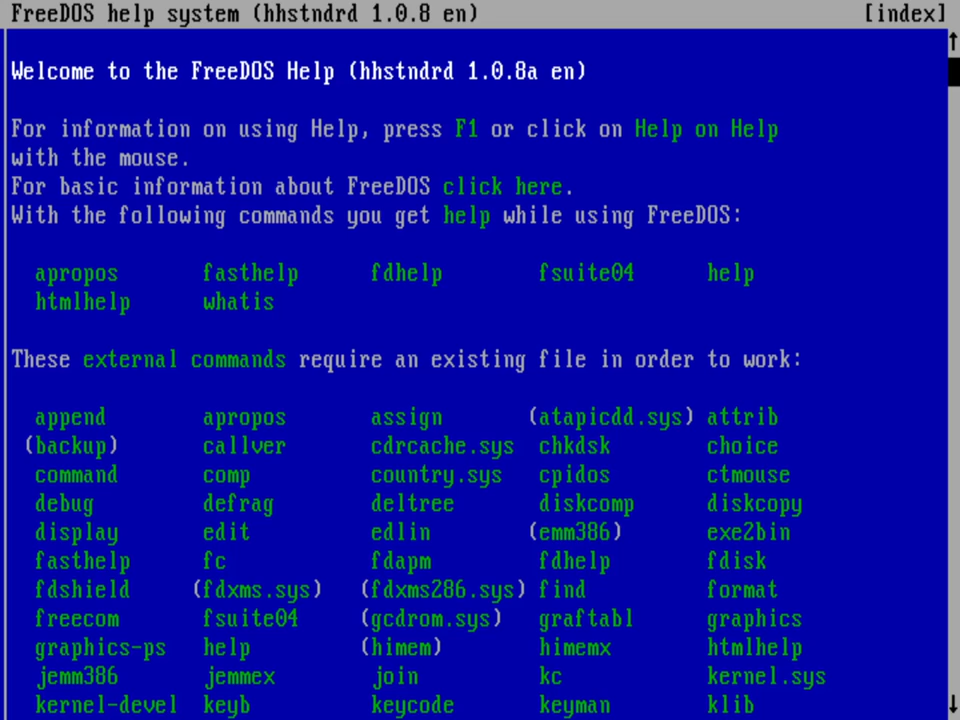 FreeDOS help system (hhstndrd 1.0.8 en) [index]
Welcome to the FreeDOS Help (hhstndrd 1.0.8a en)
For information on using Help, press F1 or click on Help on Help
with the mouse.
For basic information about FreeDOS click here.
With the following commands you get help while using FreeDOS:
apropos fasthelp fdhelp fsuite04 help
htmlhelp whatis
These external commands require an existing file in order to work:
append apropos assign (atapicdd.sys) attrib
(backup) callver cdrcache.sys chkdsk choice
command comp country.sys cpidos ctmouse
debug defrag deltree diskcomp diskcopy
display edit edlin (emm386) exe2bin
fasthelp fc fdapm fdhelp fdisk
fdshield (fdxms.sys) (fdxms286.sys) find format
freecom fsuite04 (gcdrom.sys) graftabl graphics
graphics-ps help (himem) himemx htmlhelp
jemm386 jemmex join kc kernel.sys
kernel-devel keyb keycode keyman klib